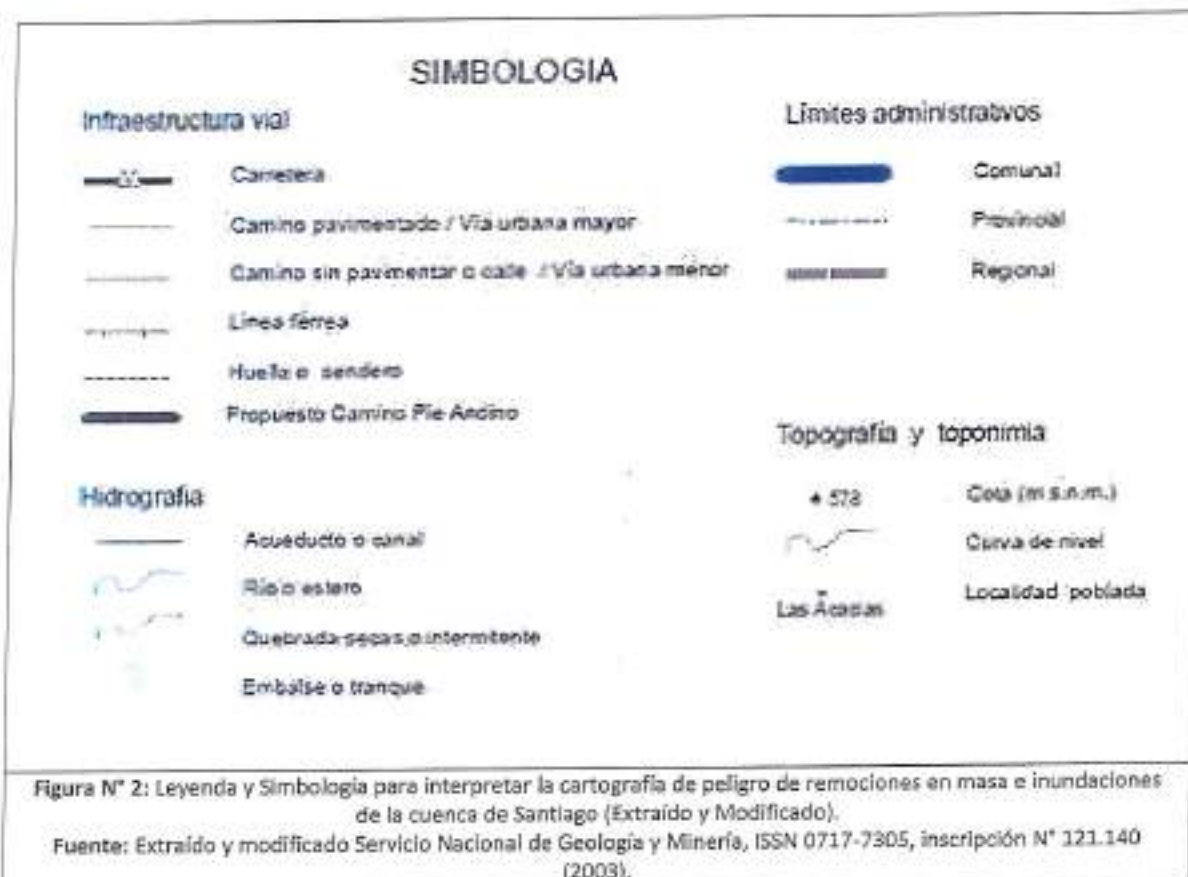 SIMBOLOGIA
Infraestructura vial
Carretera
Camino pavimentado / Vía urbana mayor
Camino sin pavimentar o calle / Vía urbana menor
Línea férrea
Huella o sendero
Propuesto Camino Pie Andino
Hidrografía
Acueducto o canal
Río o estero
Quebrada secas o intermitente
Embalse o tranque
Límites administrativos
Comunal
Provincial
Regional
Topografía y toponimia
578 Cota (m s.n.m.)
Curva de nivel
Las Acacias Localidad poblada
Figura N° 2: Leyenda y Simbología para interpretar la cartografía de peligro de remociones en masa e inundaciones
de la cuenca de Santiago (Extraído y Modificado).
Fuente: Extraído y modificado Servicio Nacional de Geología y Minería, ISSN 0717-7305, inscripción N° 121.140
(2003).